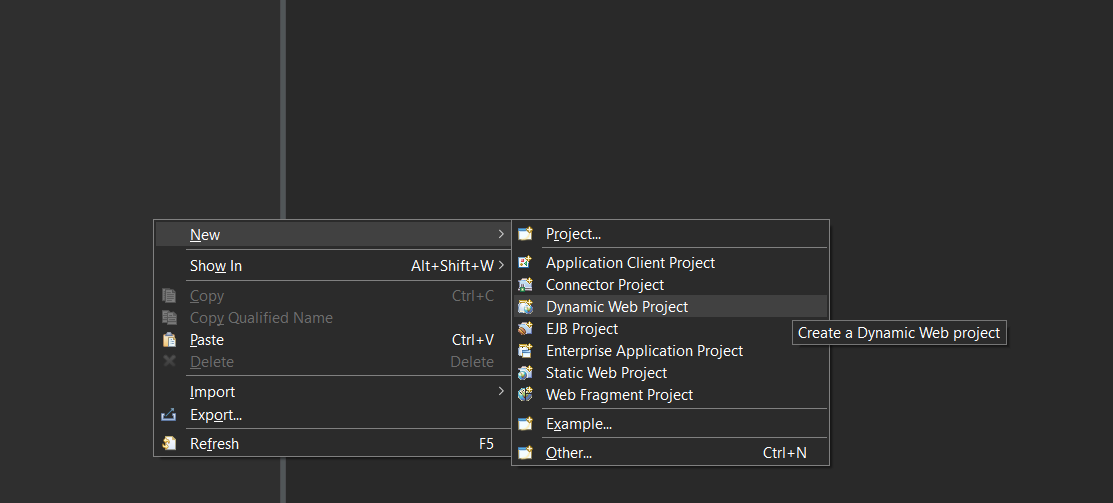 New
Show In Alt+Shift+W
Copy Ctrl+C
Copy Qualified Name
Paste Ctrl+V
Delete Delete
Import
Export...
Refresh F5
Project...
Application Client Project
Connector Project
Dynamic Web Project
EJB Project
Create a Dynamic Web project
Enterprise Application Project
Static Web Project
Web Fragment Project
Example...
Other... Ctrl+N